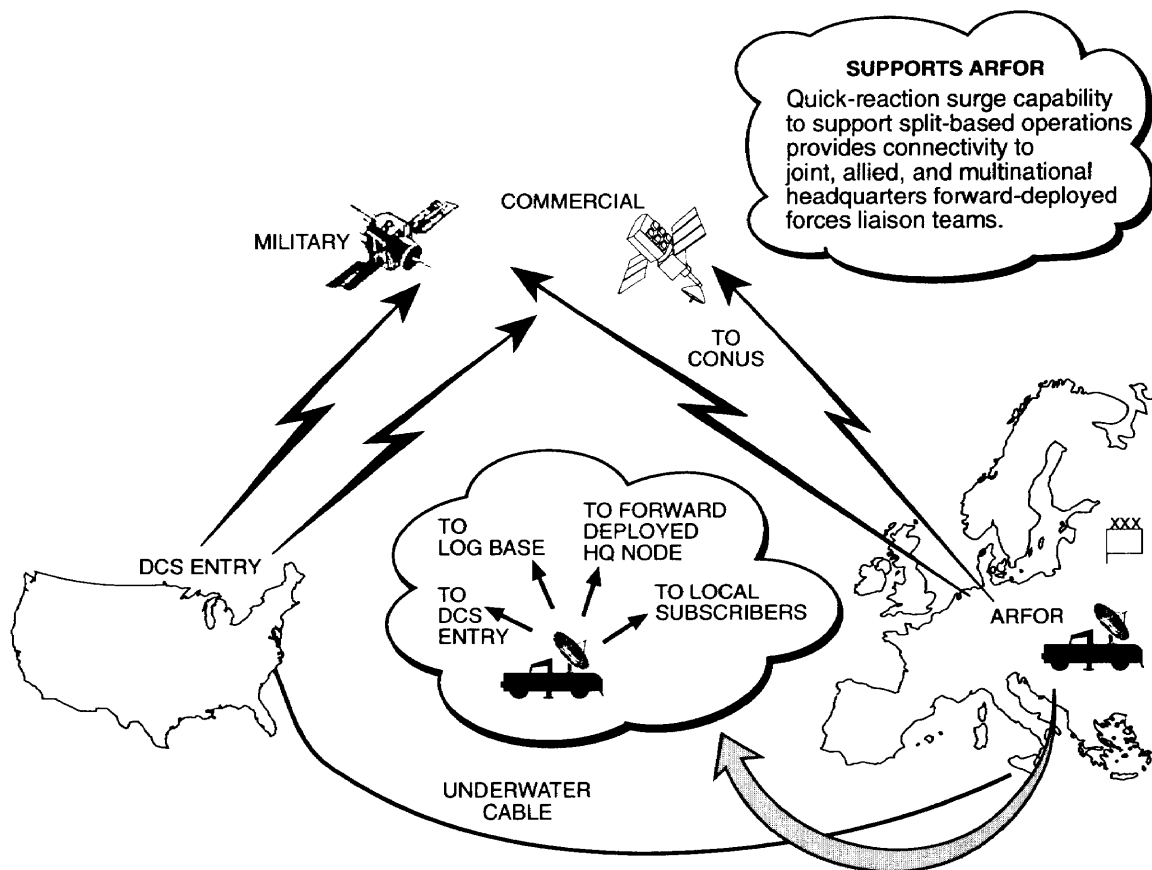 SUPPORTS ARFOR
Quick-reaction surge capability
to support split-based operations
provides connectivity to
joint, allied, and multinational
headquarters forward-deployed
forces liaison teams.
COMMERCIAL
MILITARY
TO
CONUS
DCS ENTRY
TO
LOG BASE
TO FORWARD
DEPLOYED
HQ NODE
TO
DCS
ENTRY
TO LOCAL
SUBSCRIBERS
XXX
ARFOR
UNDERWATER
CABLE